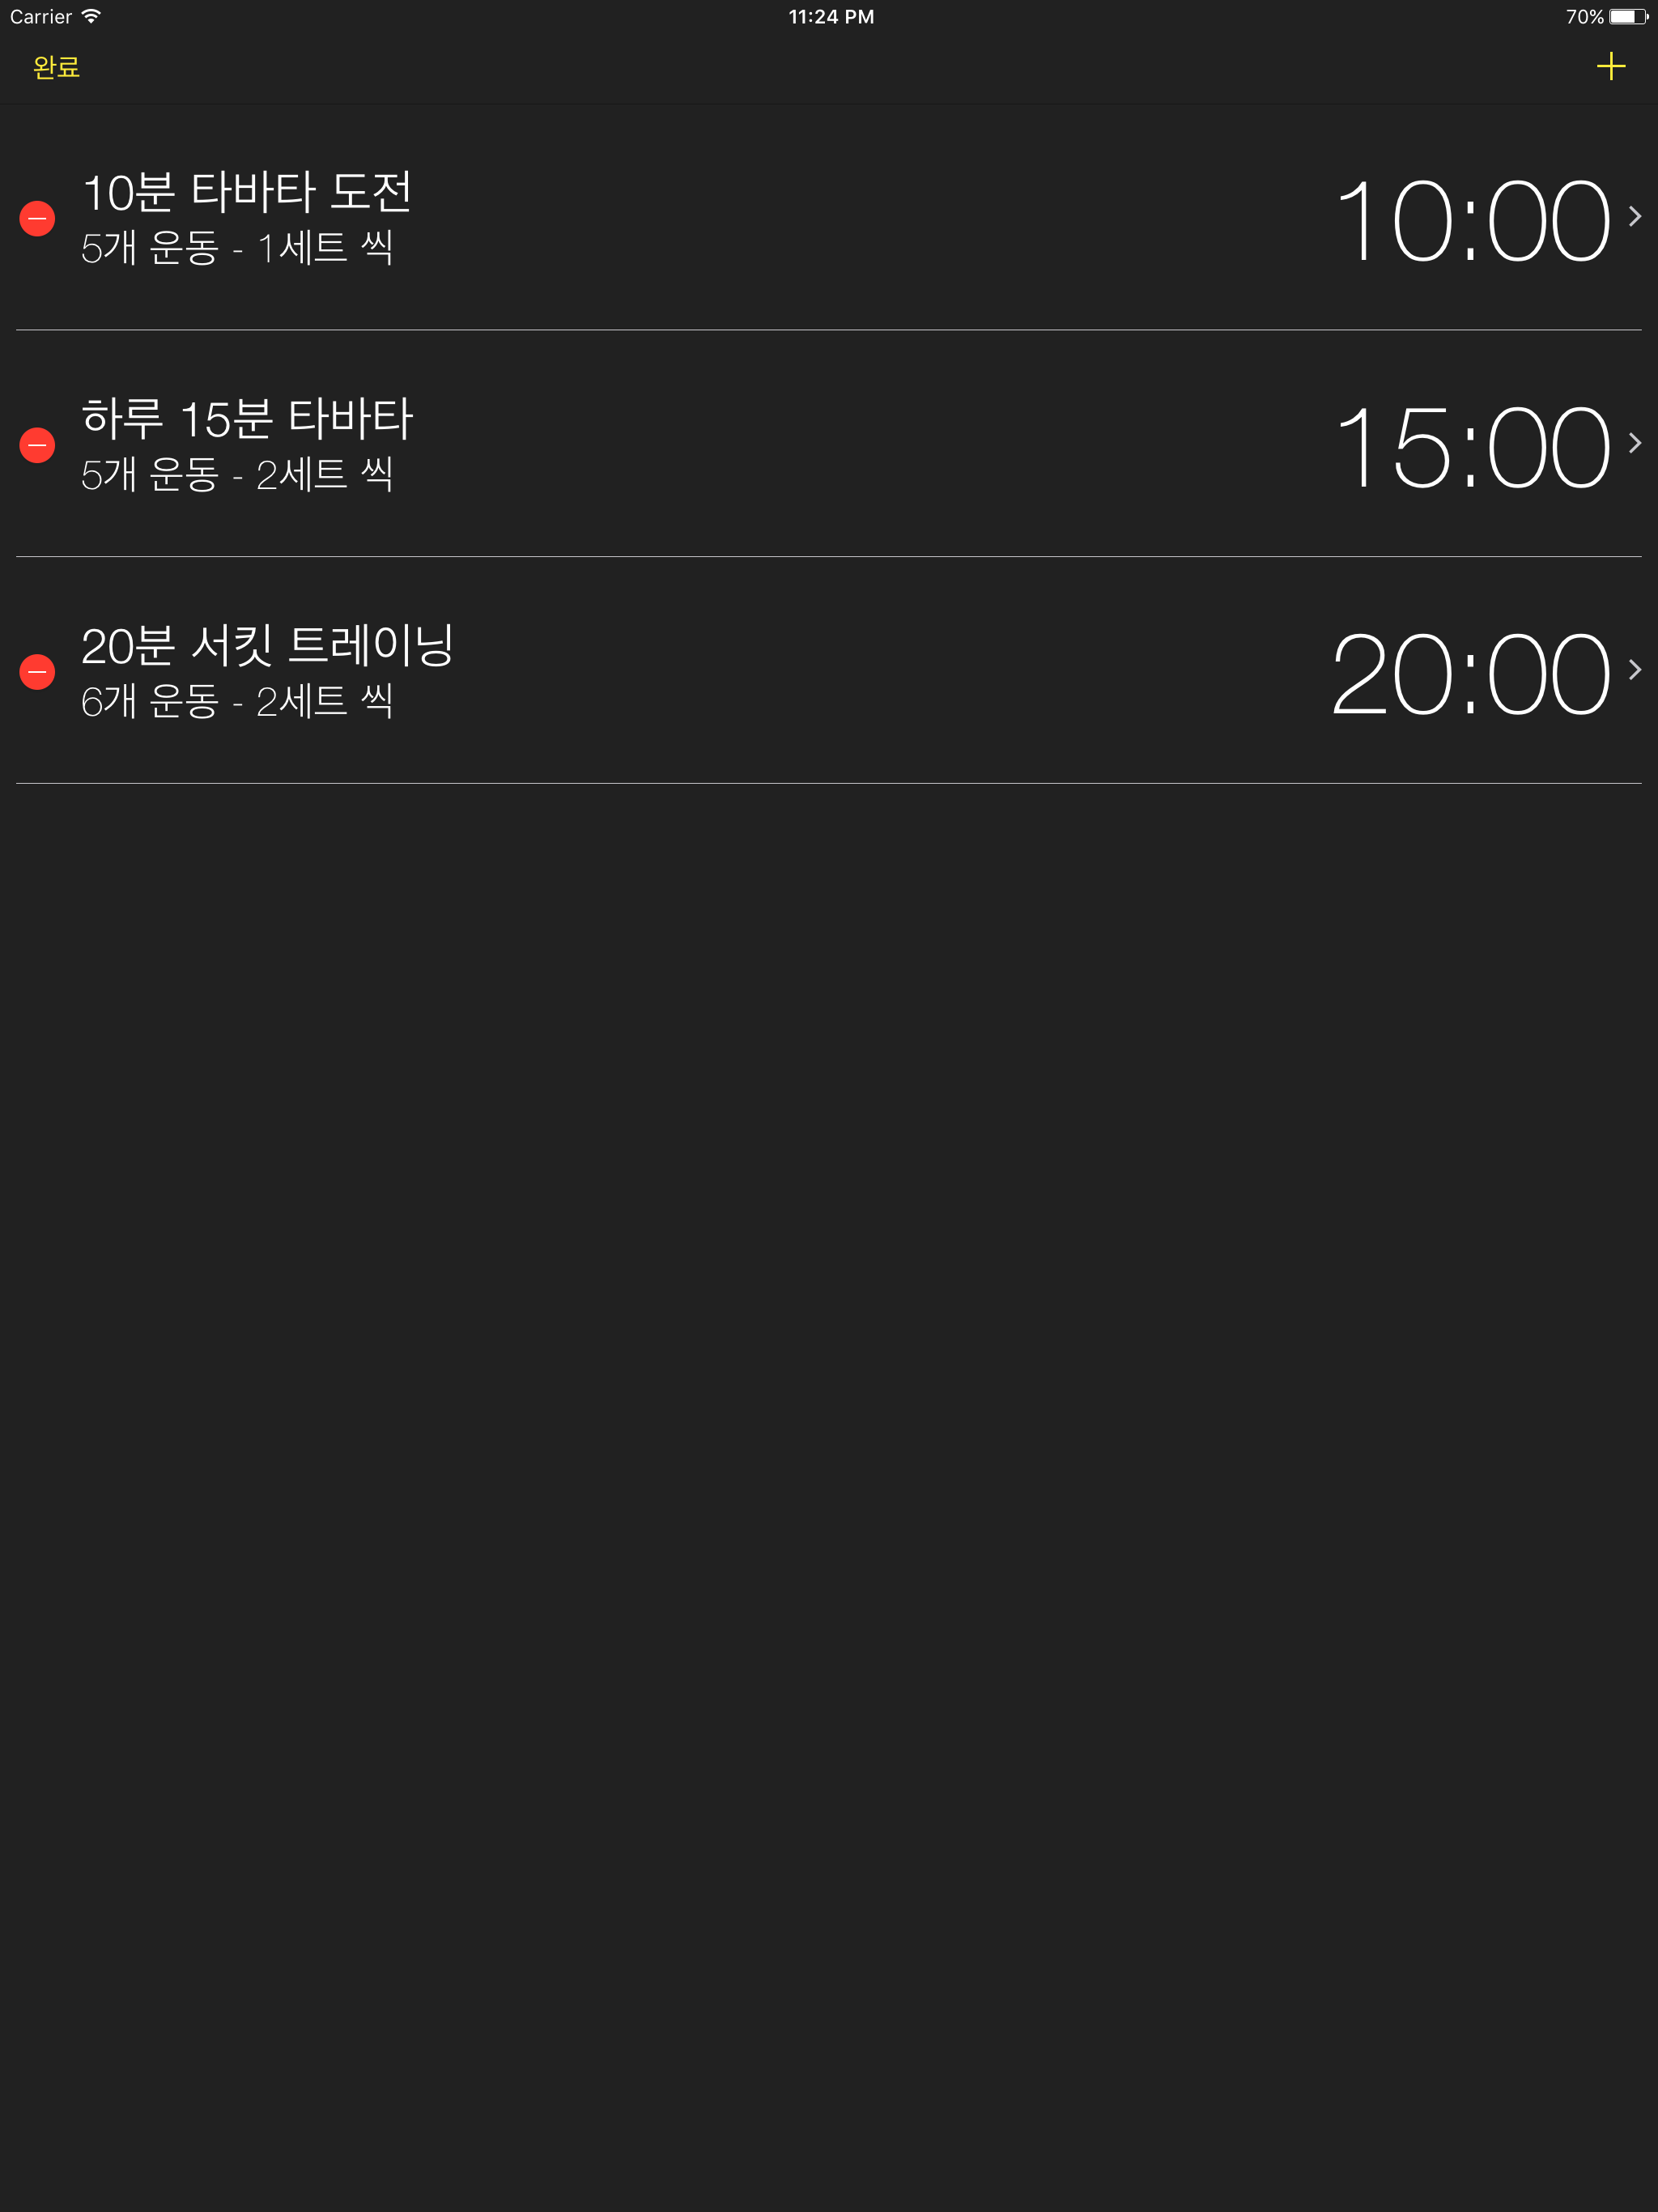 Carrier 11:24 PM 70%
완료
10분 타바타 도전
5개 운동 - 1세트 씩
10:00
하루 15분 타바타
5개 운동 - 2세트 씩
15:00
20분 서킷 트레이닝
6개 운동 - 2세트 씩
20:00